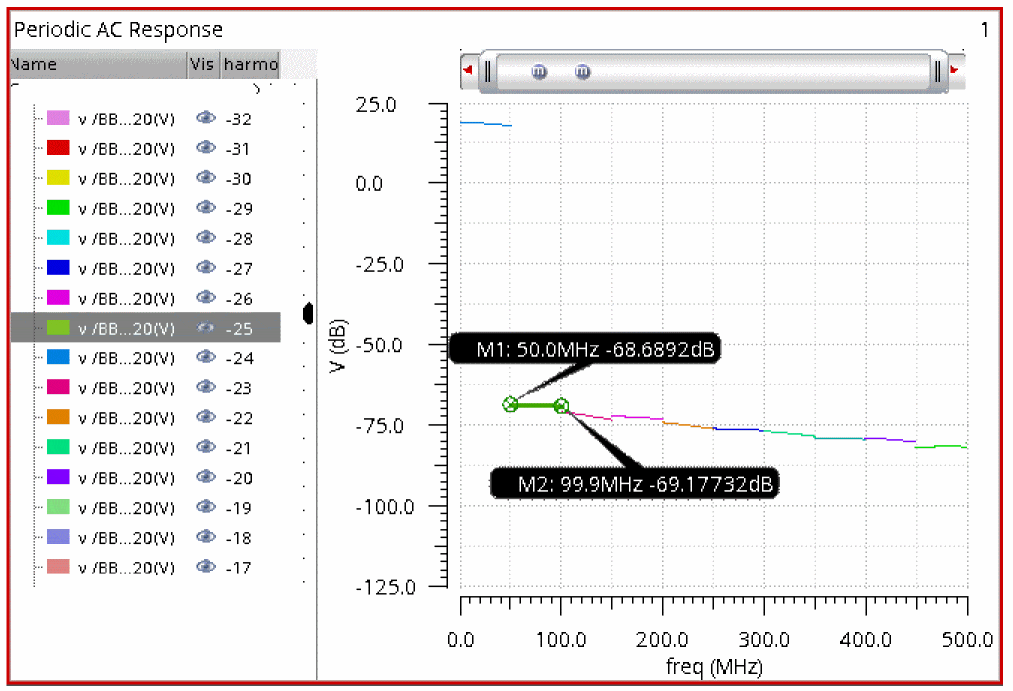 Periodic AC Response 1
Name Vis harmo
v /BB...20(V) -32
v /BB...20(V) -31
v /BB...20(V) -30
v /BB...20(V) -29
v /BB...20(V) -28
v /BB...20(V) -27
v /BB...20(V) -26
v /BB...20(V) -25
v /BB...20(V) -24
v /BB...20(V) -23
v /BB...20(V) -22
v /BB...20(V) -21
v /BB...20(V) -20
v /BB...20(V) -19
v /BB...20(V) -18
v /BB...20(V) -17
m m
25.0
0.0
-25.0
-50.0
-75.0
-100.0
-125.0
V (dB)
M1: 50.0MHz -68.6892dB
M2: 99.9MHz -69.17732dB
0.0 100.0 200.0 300.0 400.0 500.0
freq (MHz)